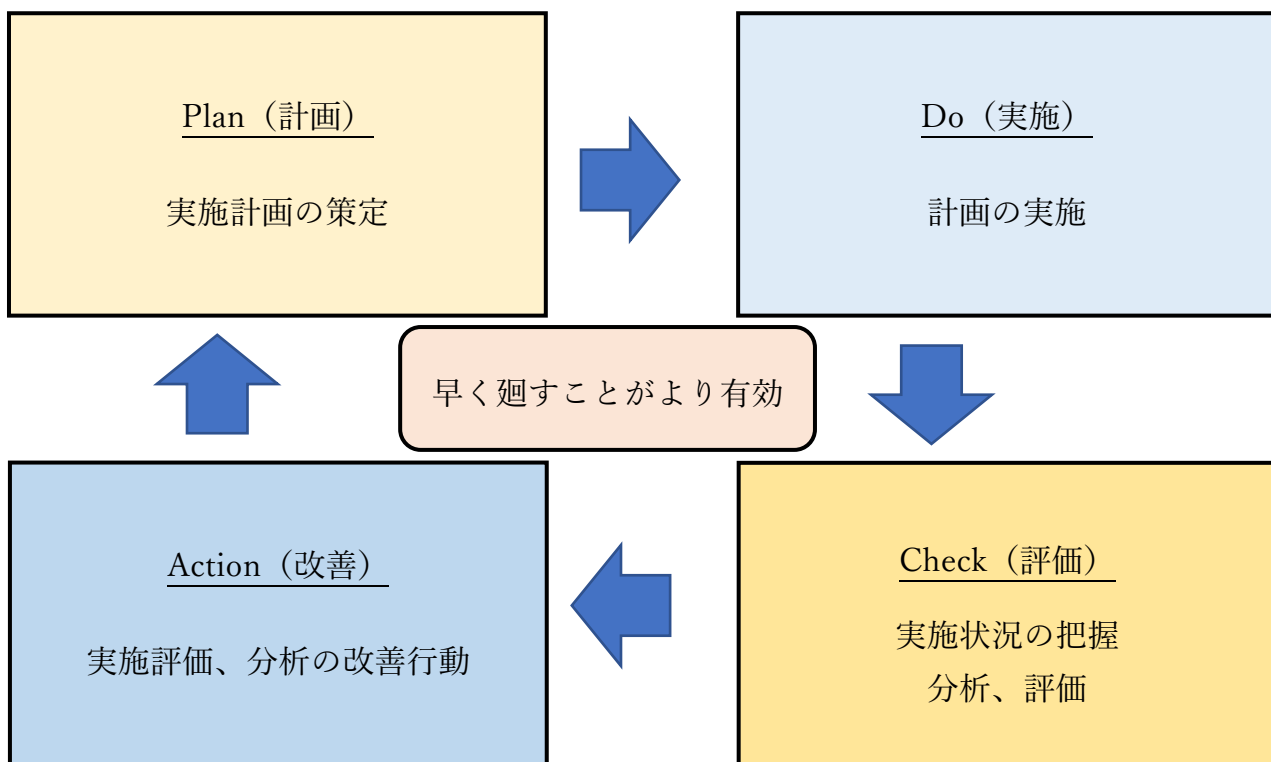 Plan（計画）
実施計画の策定
Do（実施）
計画の実施
早く廻すことがより有効
Action（改善）
実施評価、分析の改善行動
Check（評価）
実施状況の把握
分析、評価